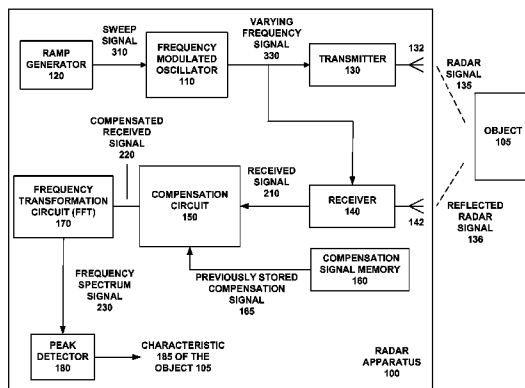 SWEEP
SIGNAL
310
VARYING
FREQUENCY
SIGNAL
330
RAMP
GENERATOR
120
FREQUENCY
MODULATED
OSCILLATOR
110
TRANSMITTER
130
132
RADAR
SIGNAL
135
OBJECT
105
COMPENSATED
RECEIVED
SIGNAL
220
RECEIVED
SIGNAL
210
FREQUENCY
TRANSFORMATION
CIRCUIT (FFT)
170
COMPENSATION
CIRCUIT
150
RECEIVER
140
142
REFLECTED
RADAR
SIGNAL
136
COMPENSATION
SIGNAL MEMORY
160
PREVIOUSLY STORED
COMPENSATION
SIGNAL
165
FREQUENCY
SPECTRUM
SIGNAL
230
PEAK
DETECTOR
180
CHARACTERISTIC
185 OF THE
OBJECT 105
RADAR
APPARATUS
100